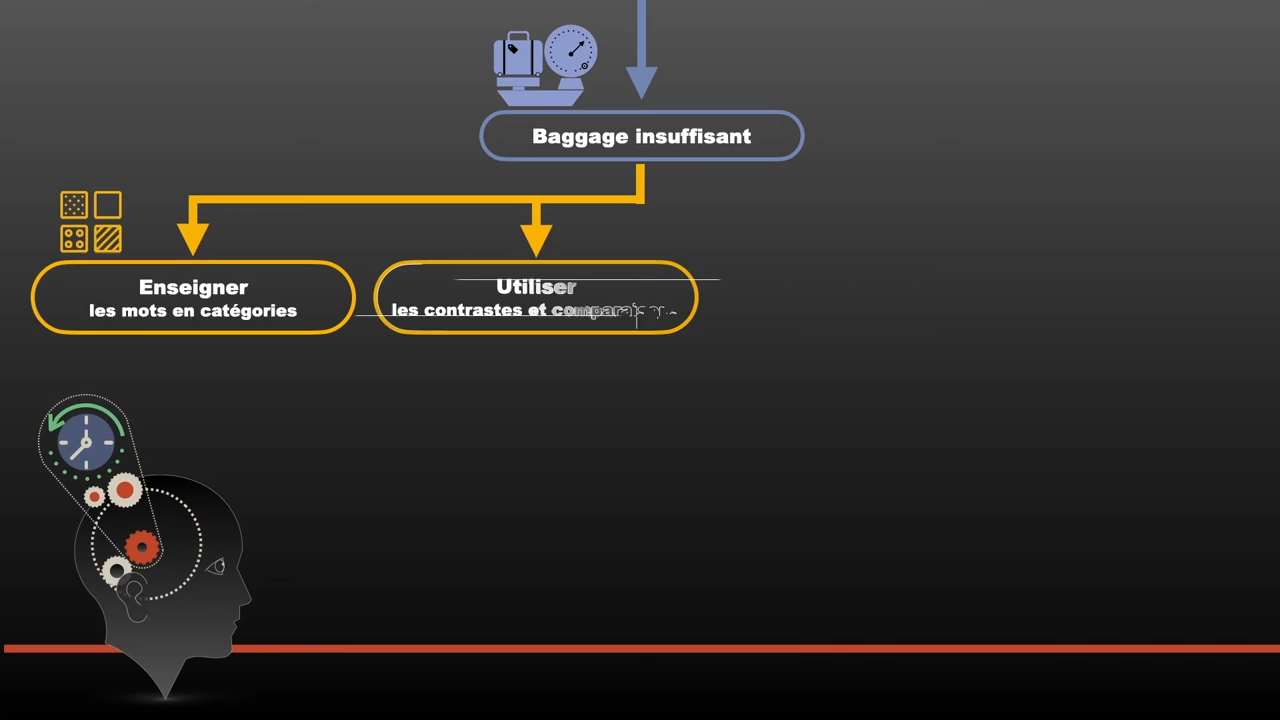 Baggage insuffisant
Enseigner
les mots en catégories
Utiliser
les contrastes et